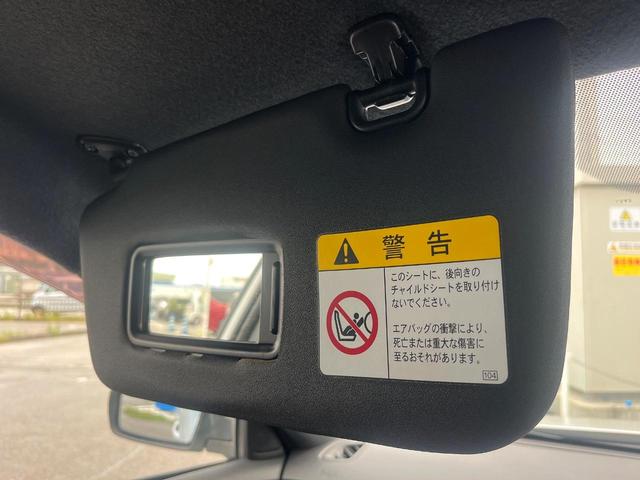 警告
このシートに、後向きの
チャイルドシートを取り付け
ないでください。
エアバッグの衝撃により、
死亡または重大な傷害に
至るおそれがあります。
104